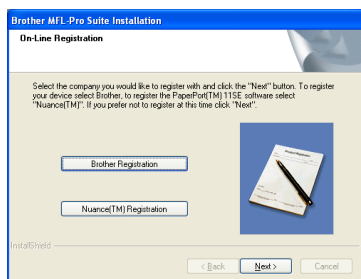 Brother MFL-Pro Suite Installation
On-Line Registration
Select the company you would like to register with and click the "Next" button. To register
your device select Brother, to register the PaperPort(TM) 11SE software select
"Nuance(TM)". If you prefer not to register at this time click "Next".
Brother Registration
Nuance(TM) Registration
InstallShield
< Back
Next >
Cancel